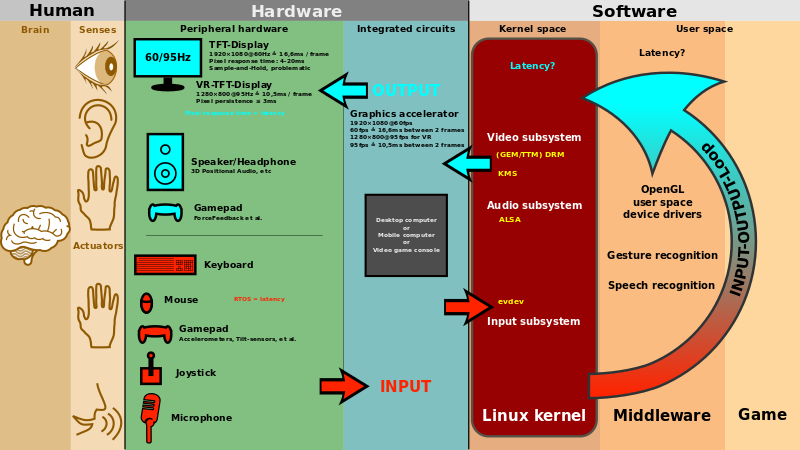 Human
Hardware
Software
Brain
Senses
Peripheral hardware
Integrated circuits
Kernel space
User space
60/95Hz
TFT-Display
1920×1080@60Hz ≙ 16,6ms / frame
Pixel response time: 4-20ms
Sample-and-Hold, problematic
VR-TFT-Display
1280×800@95Hz ≙ 10,5ms / frame
Pixel persistence ≤ 3ms
OUTPUT
Graphics accelerator
1920×1080@60fps
60fps ≙ 16,6ms between 2 frames
1280×800@95fps for VR
95fps ≙ 10,5ms between 2 frames
Speaker/Headphone
3D Positional Audio, etc
Gamepad
ForceFeedback et al.
Desktop computer
or
Mobile computer
or
Video game console
Actuators
Keyboard
Mouse
RTOS = latency
Gamepad
Accelerometers, Tilt-sensors, et al.
Joystick
Microphone
INPUT
Latency?
Video subsystem
(GEM/TTM) DRM
KMS
Audio subsystem
ALSA
evdev
Input subsystem
Linux kernel
Latency?
OpenGL
user space
device drivers
Gesture recognition
Speech recognition
INPUT-OUTPUT-Loop
Middleware
Game